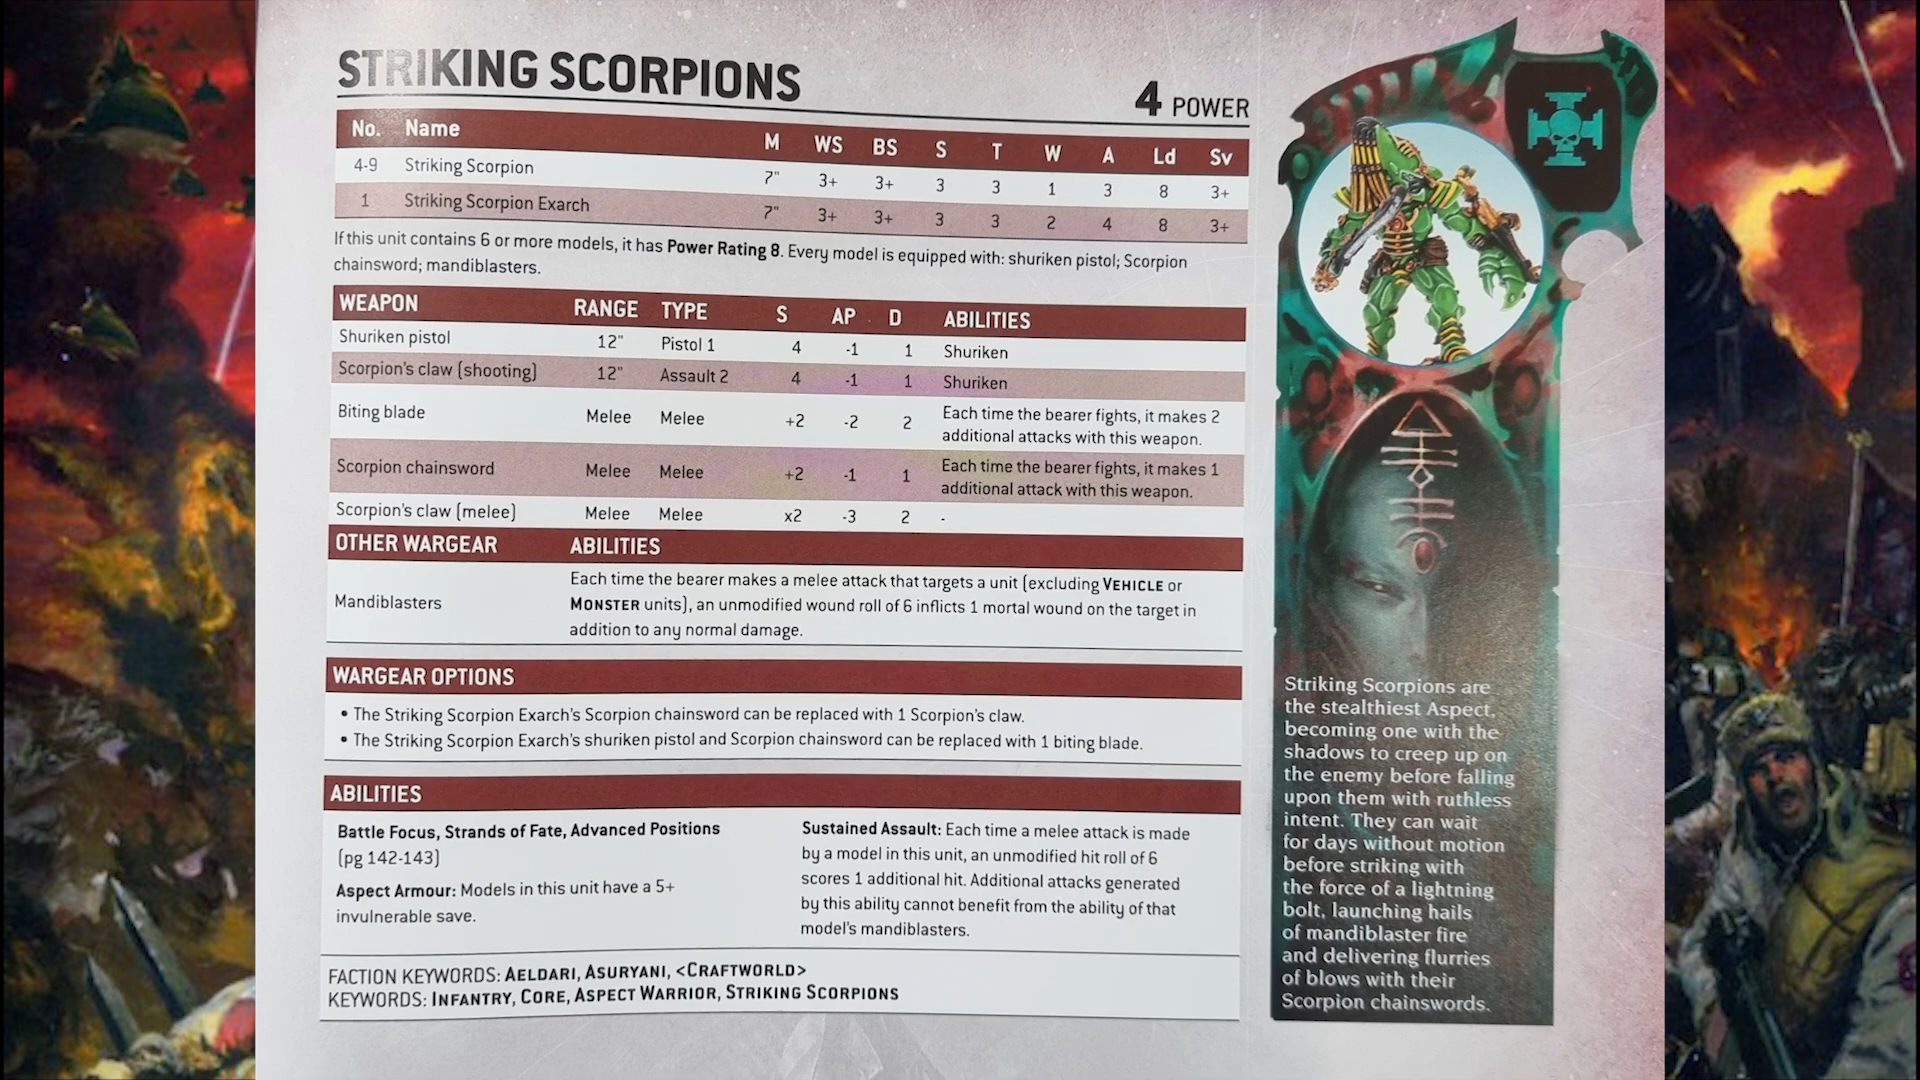 STRIKING SCORPIONS
4 POWER
No. Name M WS BS S T W A Ld Sv
4-9 Striking Scorpion 7" 3+ 3+ 3 3 1 3 8 3+
1 Striking Scorpion Exarch 7" 3+ 3+ 3 3 2 4 8 3+
If this unit contains 6 or more models, it has Power Rating 8. Every model is equipped with: shuriken pistol; Scorpion
chainsword; mandiblasters.
WEAPON RANGE TYPE S AP D ABILITIES
Shuriken pistol 12" Pistol 1 4 -1 1 Shuriken
Scorpion's claw (shooting) 12" Assault 2 4 -1 1 Shuriken
Biting blade Melee Melee +2 -2 2 Each time the bearer fights, it makes 2
additional attacks with this weapon.
Scorpion chainsword Melee Melee +2 -1 1 Each time the bearer fights, it makes 1
additional attack with this weapon.
Scorpion's claw (melee) Melee Melee x2 -3 2 -
OTHER WARGEAR ABILITIES
Mandiblasters Each time the bearer makes a melee attack that targets a unit (excluding VEHICLE or
MONSTER units), an unmodified wound roll of 6 inflicts 1 mortal wound on the target in
addition to any normal damage.
WARGEAR OPTIONS
• The Striking Scorpion Exarch's Scorpion chainsword can be replaced with 1 Scorpion's claw.
• The Striking Scorpion Exarch's shuriken pistol and Scorpion chainsword can be replaced with 1 biting blade.
ABILITIES
Battle Focus, Strands of Fate, Advanced Positions
(pg 142-143)
Aspect Armour: Models in this unit have a 5+
invulnerable save.
Sustained Assault: Each time a melee attack is made
by a model in this unit, an unmodified hit roll of 6
scores 1 additional hit. Additional attacks generated
by this ability cannot benefit from the ability of that
model's mandiblasters.
FACTION KEYWORDS: AELDARI, ASURYANI, <CRAFTWORLD>
KEYWORDS: INFANTRY, CORE, ASPECT WARRIOR, STRIKING SCORPIONS
Striking Scorpions are
the stealthiest Aspect,
becoming one with the
shadows to creep up on
the enemy before falling
upon them with ruthless
intent. They can wait
for days without motion
before striking with
the force of a lightning
bolt, launching hails
of mandiblaster fire
and delivering flurries
of blows with their
Scorpion chainswords.